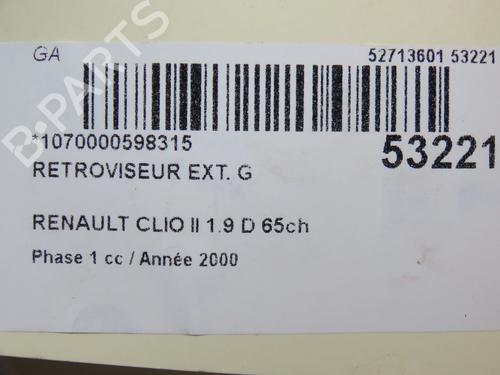 GA 52713601 53221
*1070000598315 53221
RETROVISEUR EXT. G
RENAULT CLIO II 1.9 D 65ch
Phase 1 cc / Année 2000
B-PARTS